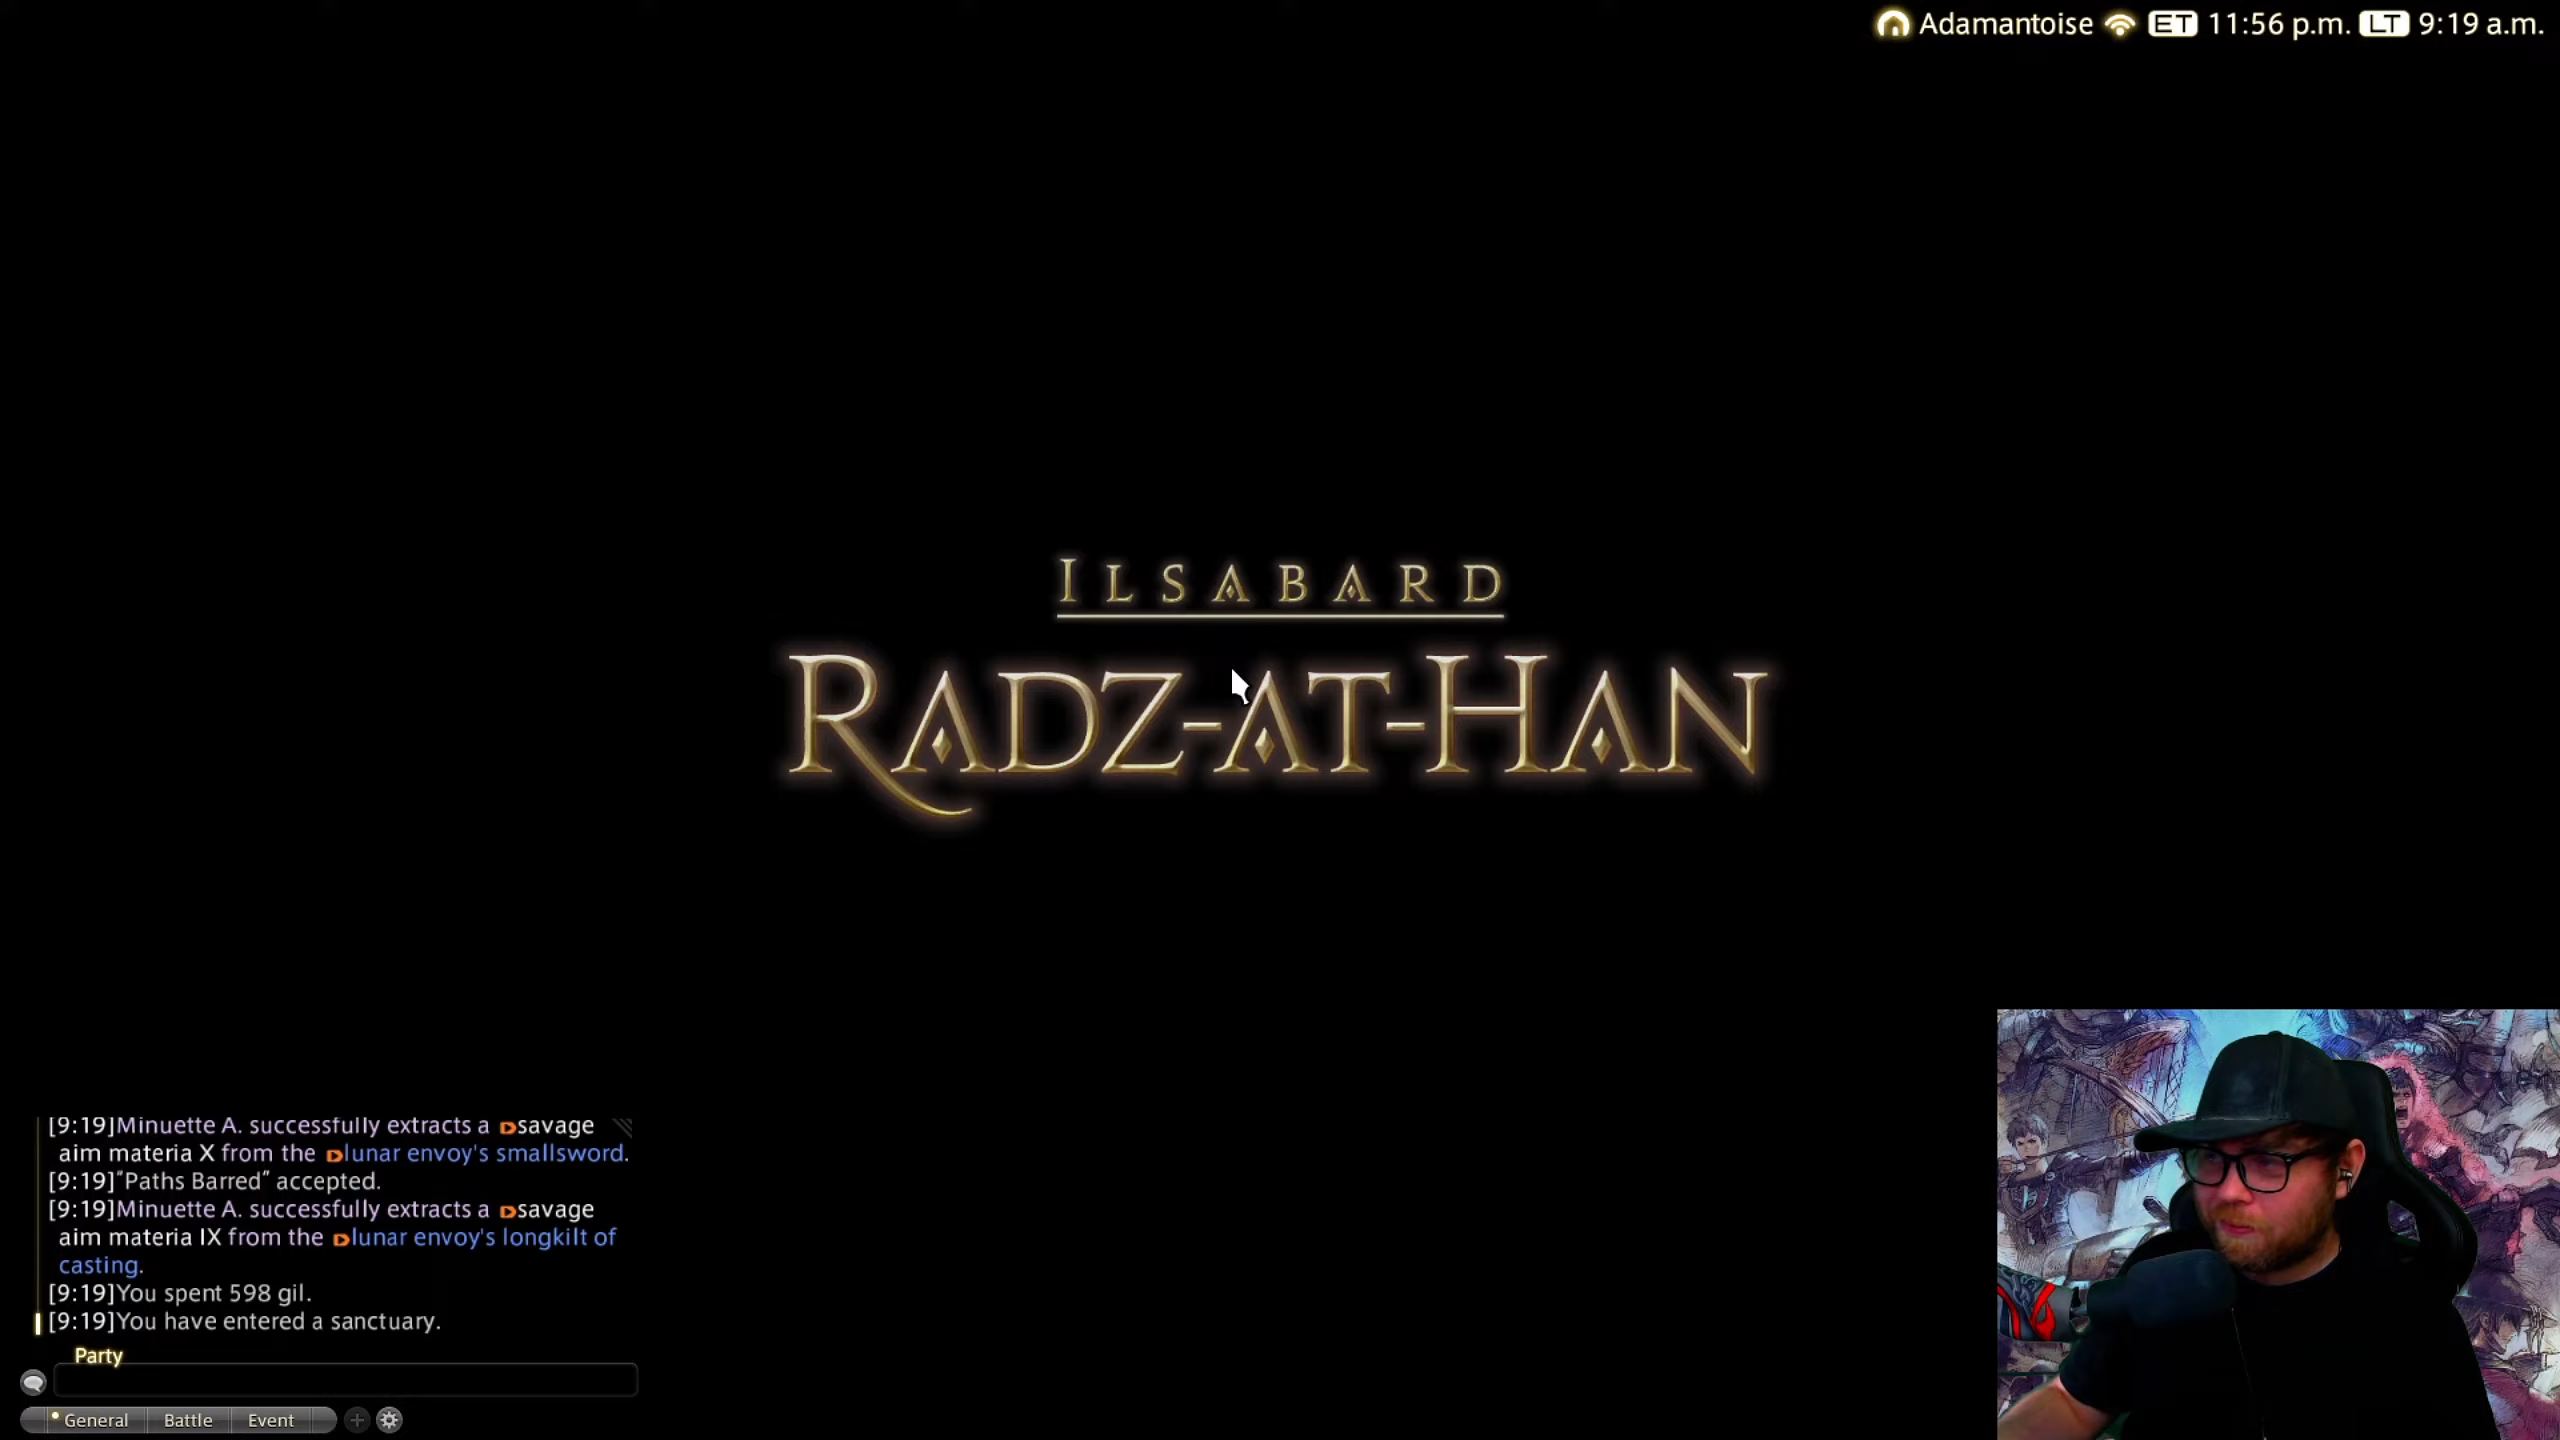 Adamantoise ET 11:56 p.m. LT 9:19 a.m.
ILSABARD
RADZ-AT-HAN
[9:19]Minuette A. successfully extracts a savage
aim materia X from the lunar envoy's smallsword.
[9:19]"Paths Barred" accepted.
[9:19]Minuette A. successfully extracts a savage
aim materia IX from the lunar envoy's longkilt of
casting.
[9:19]You spent 598 gil.
[9:19]You have entered a sanctuary.
Party
General Battle Event